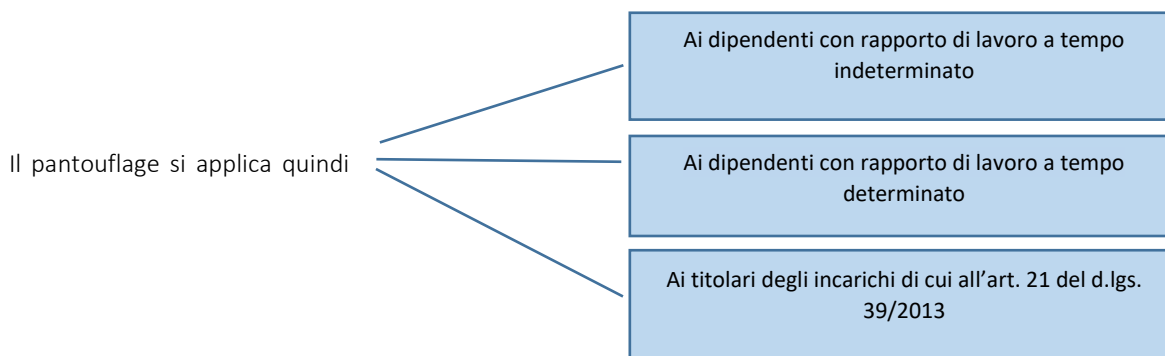 Il pantouflage si applica quindi
Ai dipendenti con rapporto di lavoro a tempo
indeterminato
Ai dipendenti con rapporto di lavoro a tempo
determinato
Ai titolari degli incarichi di cui all’art. 21 del d.lgs.
39/2013